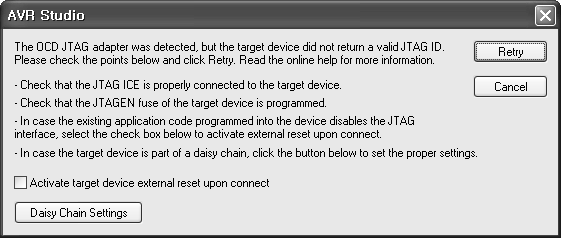 AVR Studio
The OCD JTAG adapter was detected, but the target device did not return a valid JTAG ID.
Please check the points below and click Retry. Read the online help for more information.
Retry
Cancel
- Check that the JTAG ICE is properly connected to the target device.
- Check that the JTAGEN fuse of the target device is programmed.
- In case the existing application code programmed into the device disables the JTAG
interface, select the check box below to activate external reset upon connect.
- In case the target device is part of a daisy chain, click the button below to set the proper settings.
Activate target device external reset upon connect
Daisy Chain Settings